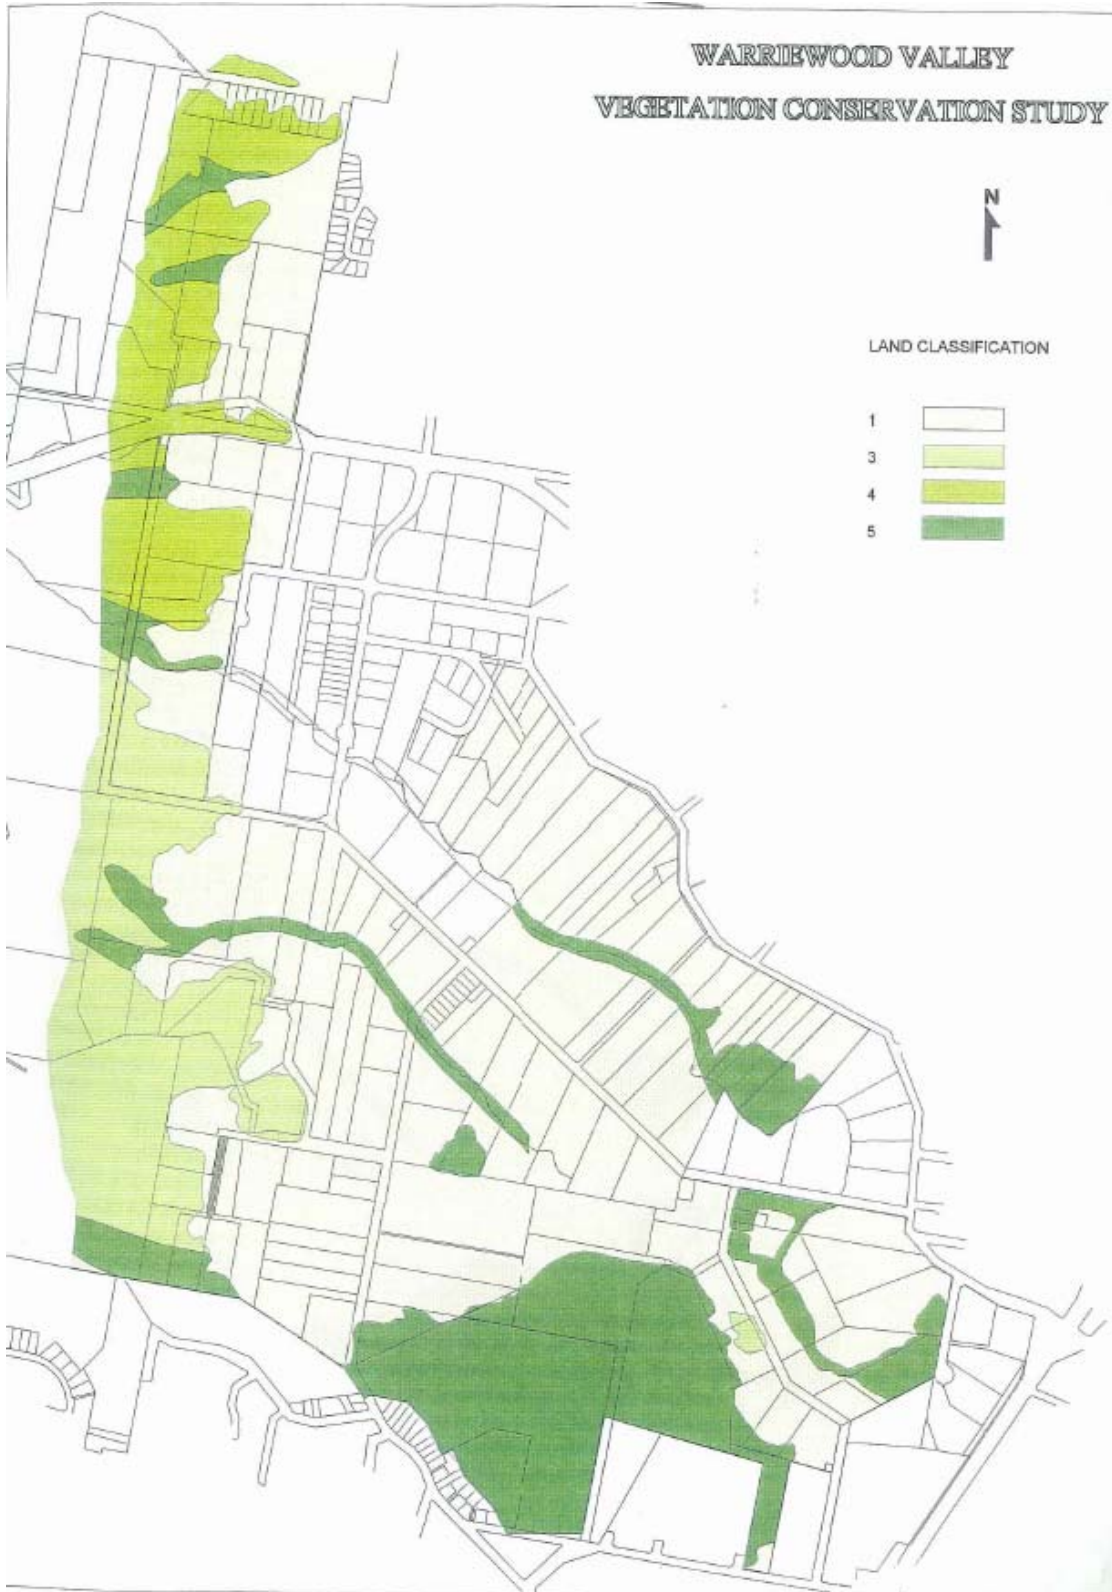 WARRIEWOOD VALLEY
VEGETATION CONSERVATION STUDY
N
LAND CLASSIFICATION
1
3
4
5